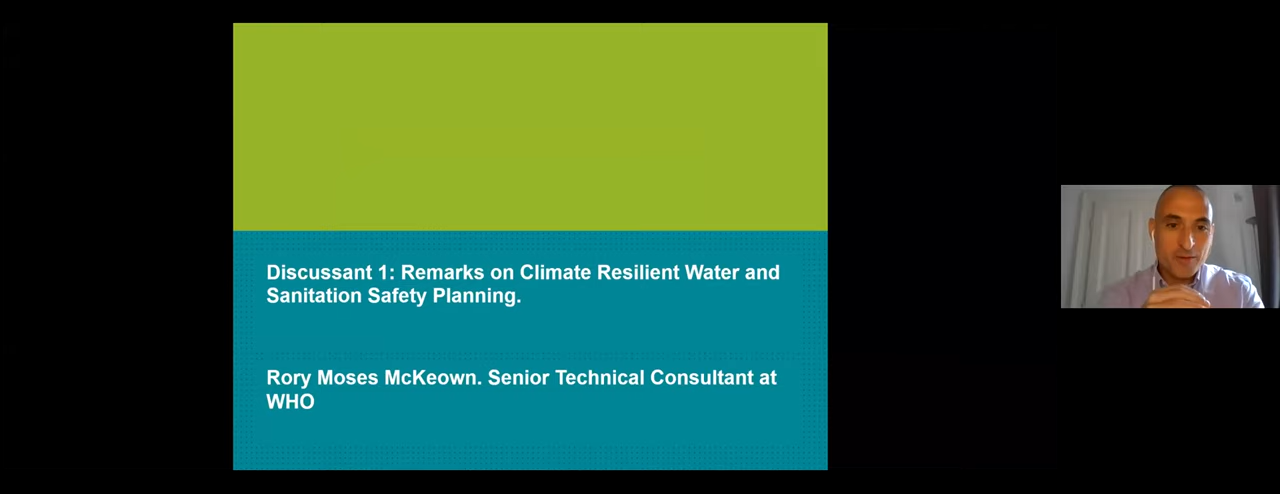 Discussant 1: Remarks on Climate Resilient Water and
Sanitation Safety Planning.
Rory Moses McKeown. Senior Technical Consultant at
WHO